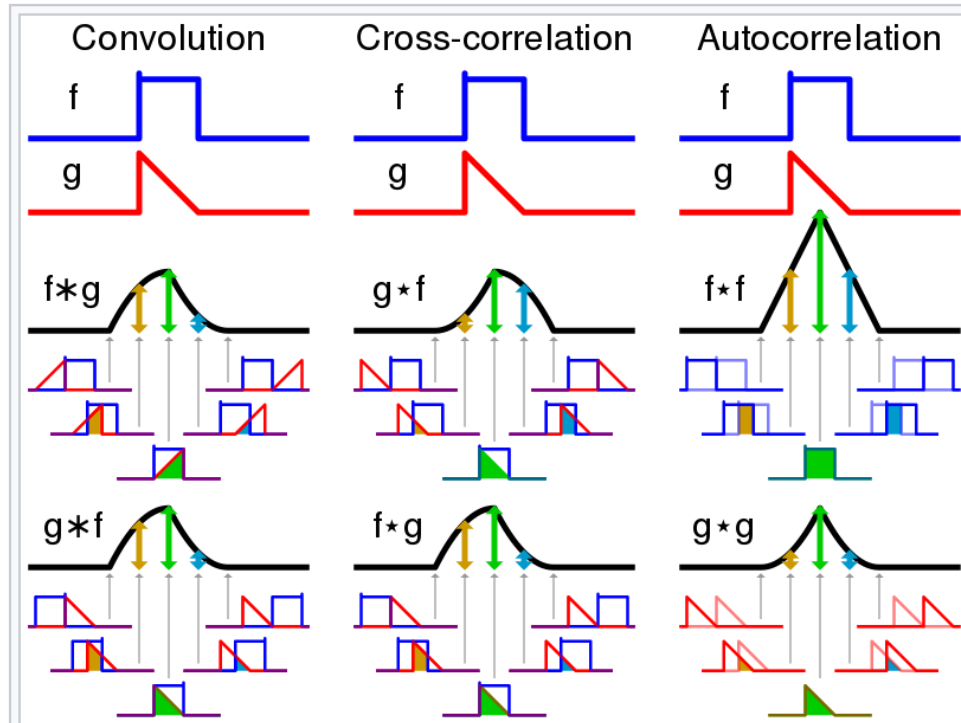 Convolution Cross-correlation Autocorrelation
f f f
g g g
f∗g g⋆f f⋆f
g∗f f⋆g g⋆g